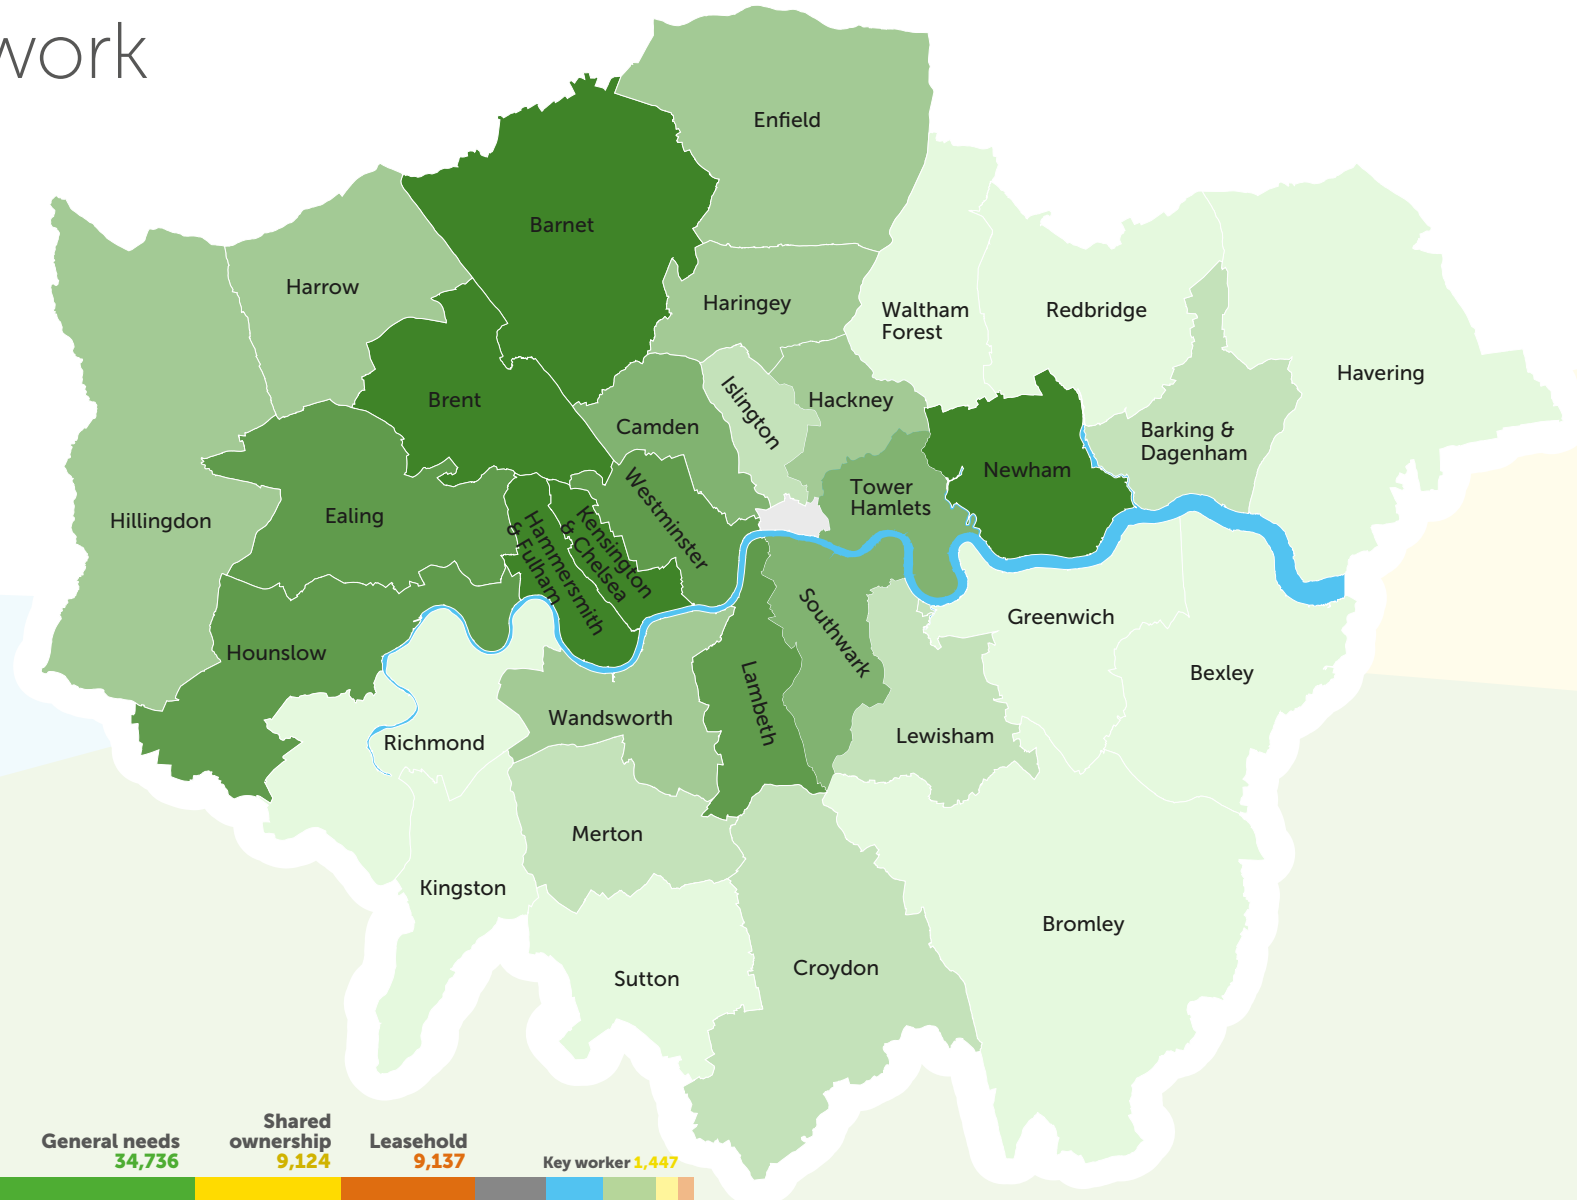 work
Enfield
Barnet
Harrow
Haringey
Waltham
Forest
Redbridge
Havering
Brent
Islington
Hackney
Camden
Barking &
Dagenham
Newham
Tower
Hamlets
Hillingdon
Ealing
Westminster
Kensington
& Chelsea
Hammersmith
& Fulham
Hounslow
Southwark
Greenwich
Bexley
Lambeth
Wandsworth
Richmond
Lewisham
Merton
Kingston
Bromley
Croydon
Sutton
General needs
34,736
Shared
ownership
9,124
Leasehold
9,137
Key worker 1,447